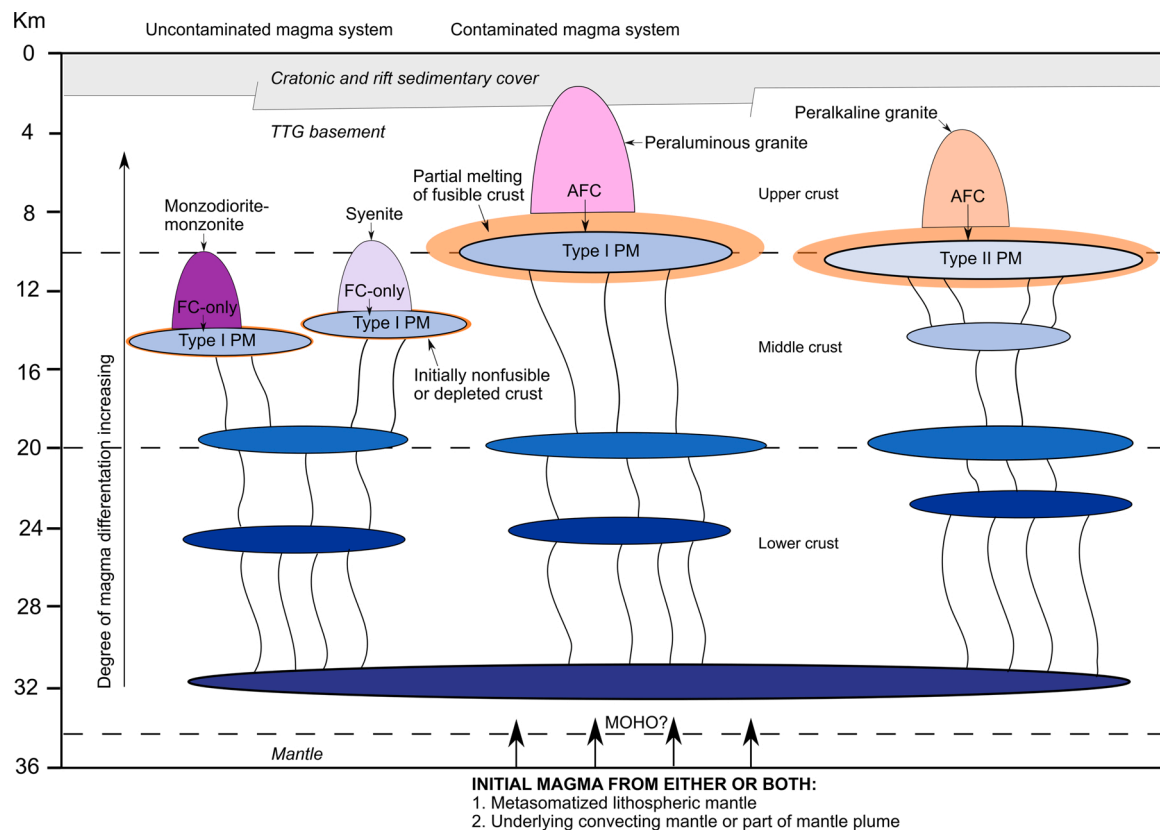 Km
Uncontaminated magma system
Contaminated magma system
0
4
8
12
16
20
24
28
32
36
Degree of magma differentiation increasing
Cratonic and rift sedimentary cover
TTG basement
Peralkaline granite
Peraluminous granite
Partial melting
of fusible crust
Upper crust
Monzodiorite-
monzonite
Syenite
AFC
AFC
Type I PM
Type II PM
FC-only
FC-only
Type I PM
Type I PM
Initially nonfusible
or depleted crust
Middle crust
Lower crust
MOHO?
Mantle
INITIAL MAGMA FROM EITHER OR BOTH:
1. Metasomatized lithospheric mantle
2. Underlying convecting mantle or part of mantle plume